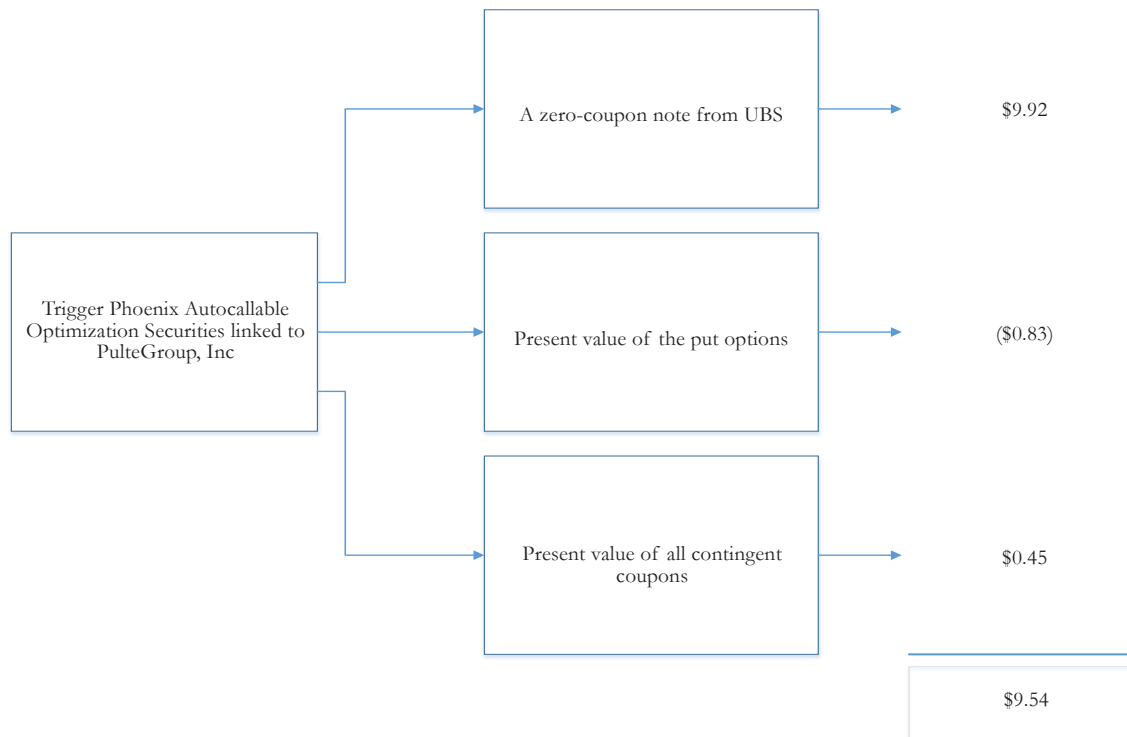 A zero-coupon note from UBS
$9.92
Trigger Phoenix Autocallable
Optimization Securities linked to
PulteGroup, Inc
Present value of the put options
($0.83)
Present value of all contingent
coupons
$0.45
$9.54